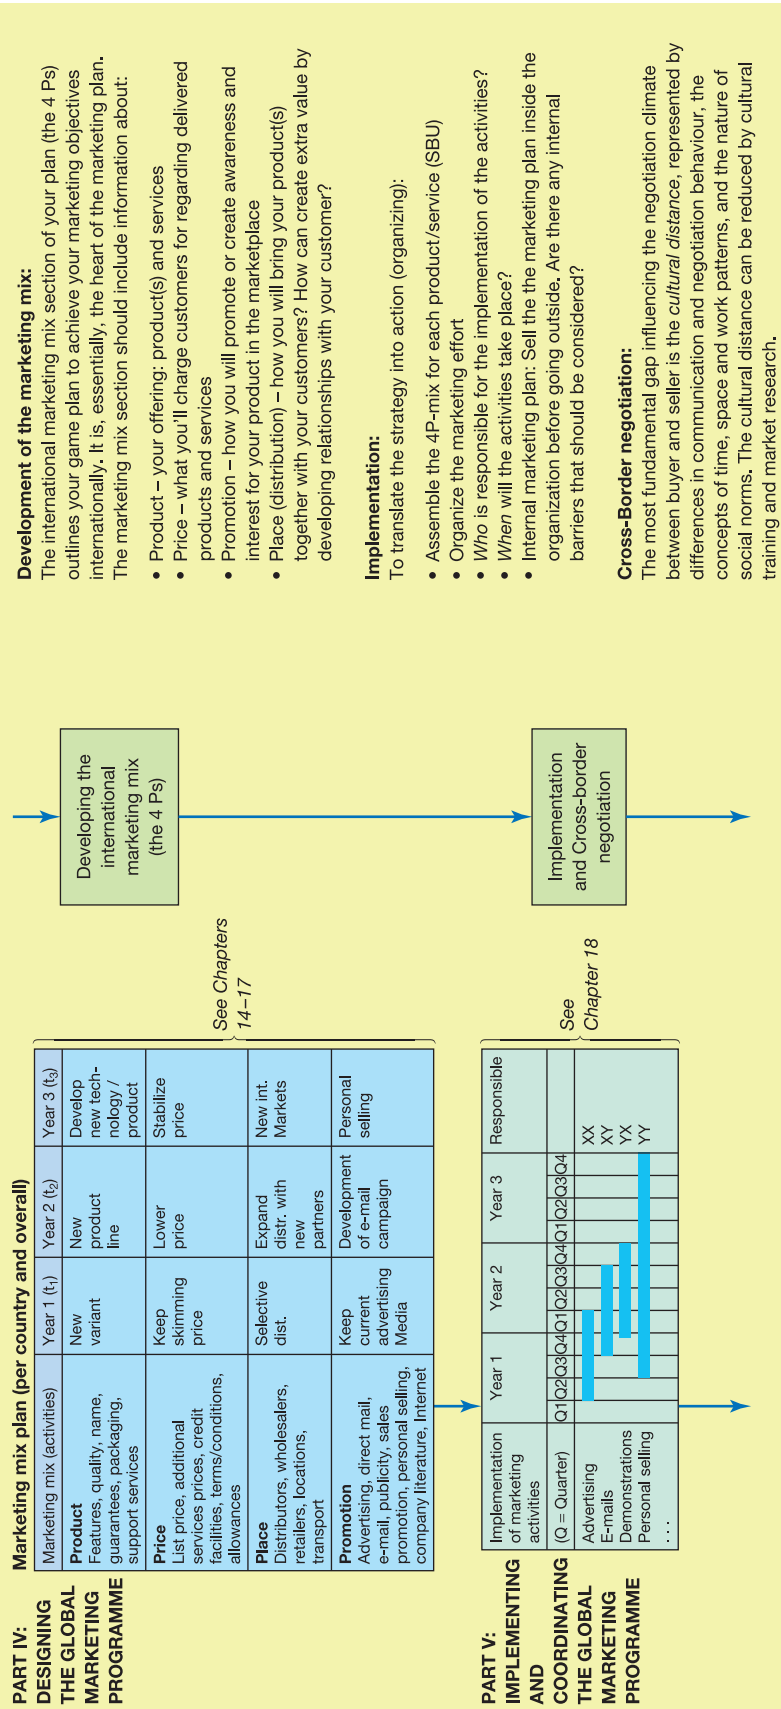 PART IV:
DESIGNING
THE GLOBAL
MARKETING
PROGRAMME
Marketing mix plan (per country and overall)
Marketing mix (activities) Year 1 (t1) Year 2 (t2) Year 3 (t3)
Product
Features, quality, name,
guarantees, packaging,
support services
New
variant
New
product
line
Develop
new tech-
nology /
product
Price
List price, additional
services prices, credit
facilities, terms/conditions,
allowances
Keep
skimming
price
Lower
price
Stabilize
price
Place
Distributors, wholesalers,
retailers, locations,
transport
Selective
dist.
Expand
distr. with
new
partners
New int.
Markets
Promotion
Advertising, direct mail,
e-mail, publicity, sales
promotion, personal selling,
company literature, Internet
Keep
current
advertising
Media
Development
of e-mail
campaign
Personal
selling
See Chapters
14–17
Developing the
international
marketing mix
(the 4 Ps)
Development of the marketing mix:
The international marketing mix section of your plan (the 4 Ps)
outlines your game plan to achieve your marketing objectives
internationally. It is, essentially, the heart of the marketing plan.
The marketing mix section should include information about:
• Product – your offering: product(s) and services
• Price – what you'll charge customers for regarding delivered
products and services
• Promotion – how you will promote or create awareness and
interest for your product in the marketplace
• Place (distribution) – how you will bring your product(s)
together with your customers? How can create extra value by
developing relationships with your customer?
PART V:
IMPLEMENTING
AND
COORDINATING
THE GLOBAL
MARKETING
PROGRAMME
Implementation
of marketing
activities
Year 1 Year 2 Year 3 Responsible
(Q = Quarter) Q1 Q2 Q3 Q4 Q1 Q2 Q3 Q4 Q1 Q2 Q3 Q4
Advertising XX
E-mails XY
Demonstrations YX
Personal selling YY
. . .
See
Chapter 18
Implementation
and Cross-border
negotiation
Implementation:
To translate the strategy into action (organizing):
• Assemble the 4P-mix for each product/service (SBU)
• Organize the marketing effort
• Who is responsible for the implementation of the activities?
• When will the activities take place?
• Internal marketing plan: Sell the the marketing plan inside the
organization before going outside. Are there any internal
barriers that should be considered?
Cross-Border negotiation:
The most fundamental gap influencing the negotiation climate
between buyer and seller is the cultural distance, represented by
differences in communication and negotiation behaviour, the
concepts of time, space and work patterns, and the nature of
social norms. The cultural distance can be reduced by cultural
training and market research.